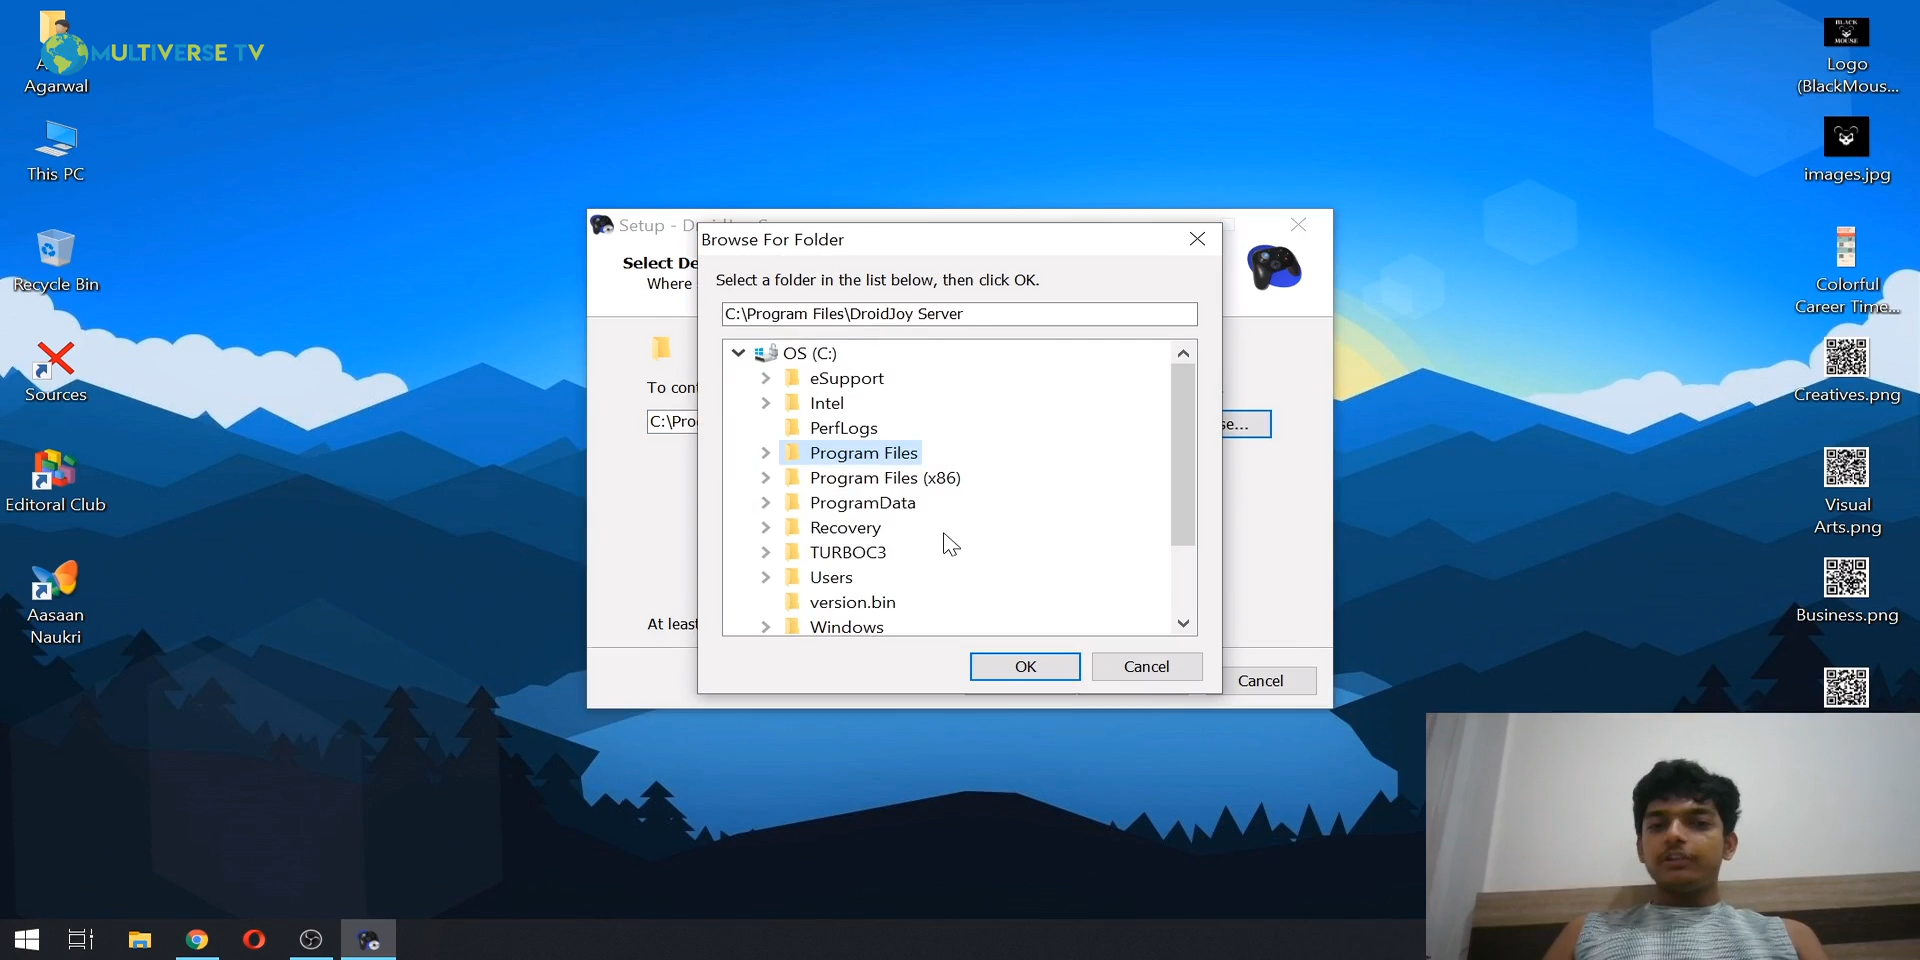 MULTIVERSE TV
Agarwal
This PC
Recycle Bin
Sources
Editoral Club
Aasaan
Naukri
Setup -
Select De
Where
To con
C:\Pro
At least
se...
Cancel
Browse For Folder
Select a folder in the list below, then click OK.
C:\Program Files\DroidJoy Server
OS (C:)
eSupport
Intel
PerfLogs
Program Files
Program Files (x86)
ProgramData
Recovery
TURBOC3
Users
version.bin
Windows
OK
Cancel
BLACK
MOUSE
Logo
(BlackMous...
images.jpg
Colorful
Career Time...
Creatives.png
Visual
Arts.png
Business.png